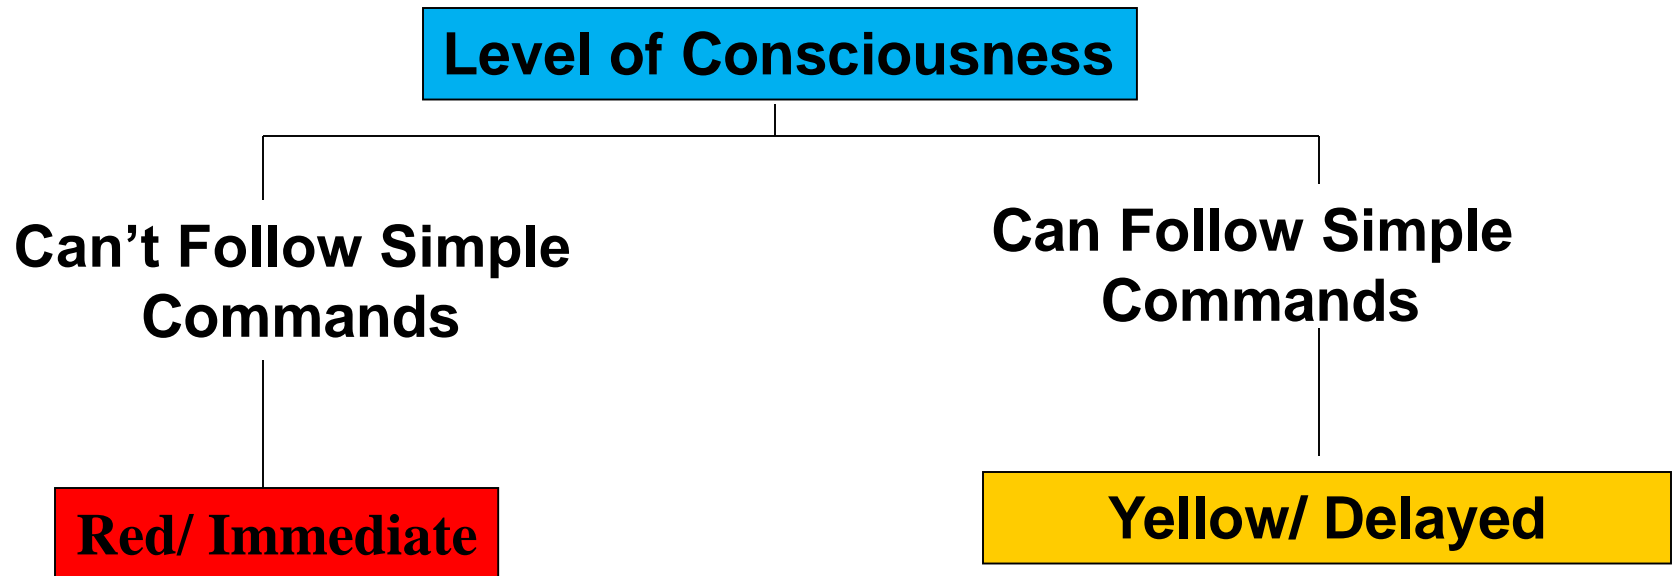 Level of Consciousness
Can’t Follow Simple
Commands
Can Follow Simple
Commands
Red/ Immediate
Yellow/ Delayed